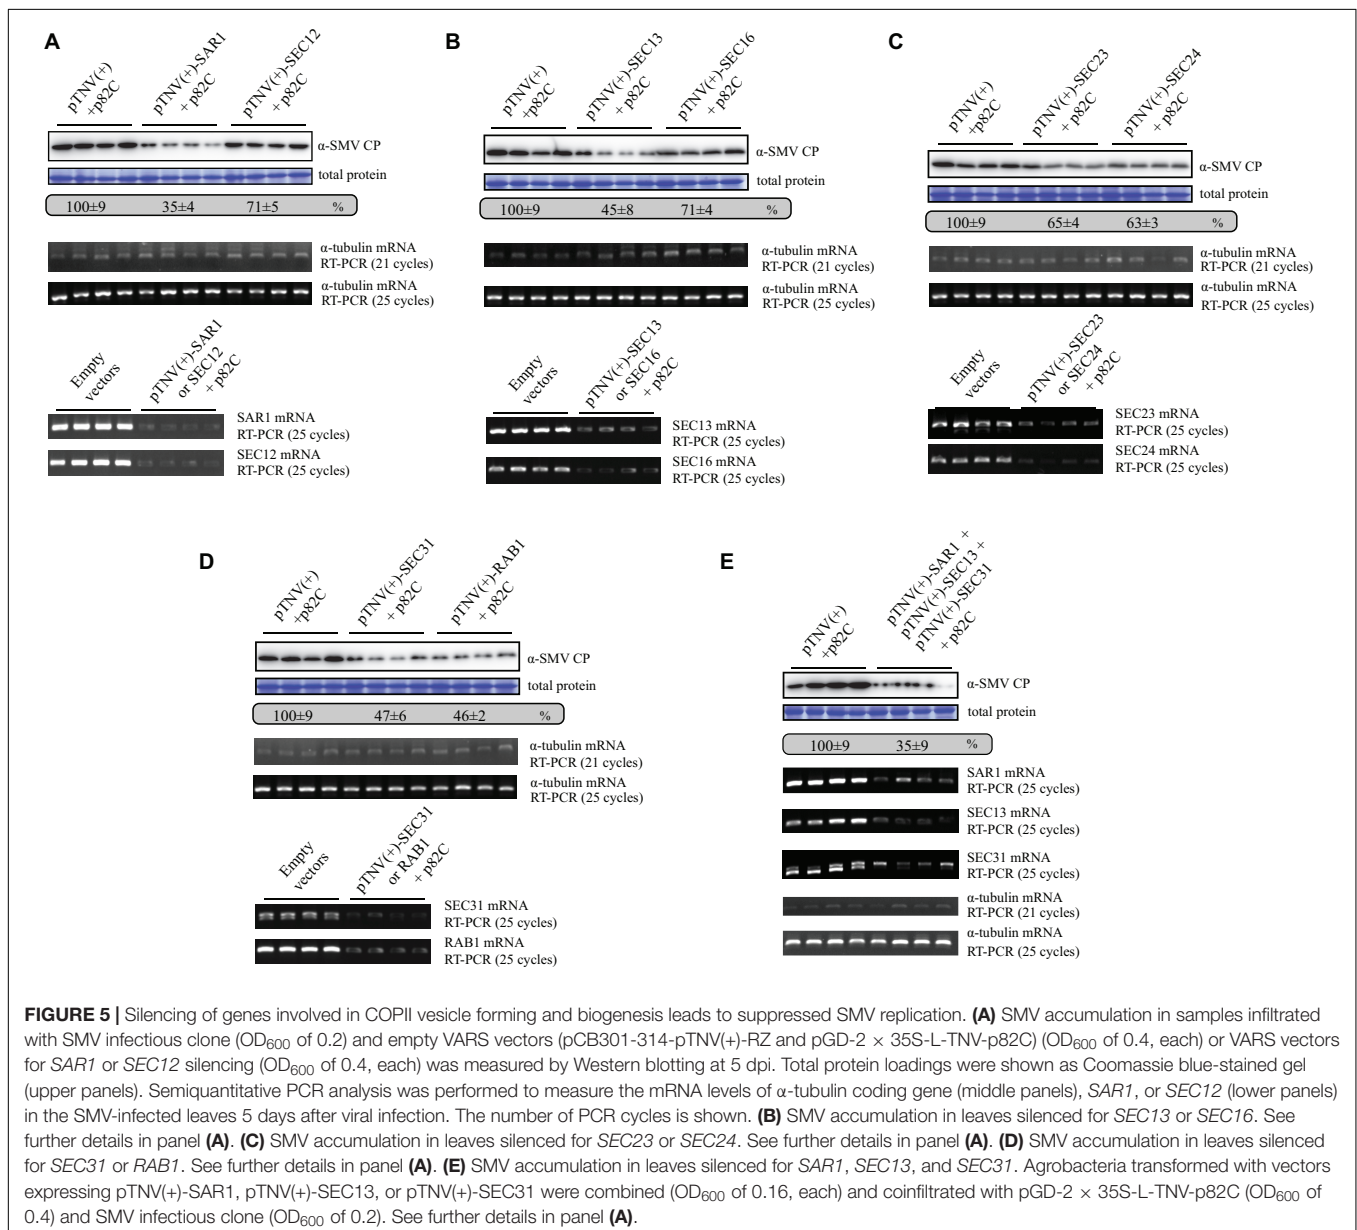 A
pTNV(+)
+p82C
pTNV(+)-SAR1
+ p82C
pTNV(+)-SEC12
+ p82C
α-SMV CP
total protein
100±9 35±4 71±5 %
α-tubulin mRNA
RT-PCR (21 cycles)
α-tubulin mRNA
RT-PCR (25 cycles)
Empty
vectors
pTNV(+)-SAR1
or SEC12
+ p82C
SAR1 mRNA
RT-PCR (25 cycles)
SEC12 mRNA
RT-PCR (25 cycles)
B
pTNV(+)
+p82C
pTNV(+)-SEC13
+ p82C
pTNV(+)-SEC16
+ p82C
α-SMV CP
total protein
100±9 45±8 71±4 %
α-tubulin mRNA
RT-PCR (21 cycles)
α-tubulin mRNA
RT-PCR (25 cycles)
Empty
vectors
pTNV(+)-SEC13
or SEC16
+ p82C
SEC13 mRNA
RT-PCR (25 cycles)
SEC16 mRNA
RT-PCR (25 cycles)
C
pTNV(+)
+p82C
pTNV(+)-SEC23
+ p82C
pTNV(+)-SEC24
+ p82C
α-SMV CP
total protein
100±9 65±4 63±3 %
α-tubulin mRNA
RT-PCR (21 cycles)
α-tubulin mRNA
RT-PCR (25 cycles)
Empty
vectors
pTNV(+)-SEC23
or SEC24
+ p82C
SEC23 mRNA
RT-PCR (25 cycles)
SEC24 mRNA
RT-PCR (25 cycles)
D
pTNV(+)
+p82C
pTNV(+)-SEC31
+ p82C
pTNV(+)-RAB1
+ p82C
α-SMV CP
total protein
100±9 47±6 46±2 %
α-tubulin mRNA
RT-PCR (21 cycles)
α-tubulin mRNA
RT-PCR (25 cycles)
Empty
vectors
pTNV(+)-SEC31
or RAB1
+ p82C
SEC31 mRNA
RT-PCR (25 cycles)
RAB1 mRNA
RT-PCR (25 cycles)
E
pTNV(+)
+p82C
pTNV(+)-SAR1 +
pTNV(+)-SEC13 +
pTNV(+)-SEC31
+ p82C
α-SMV CP
total protein
100±9 35±9 %
SAR1 mRNA
RT-PCR (25 cycles)
SEC13 mRNA
RT-PCR (25 cycles)
SEC31 mRNA
RT-PCR (25 cycles)
α-tubulin mRNA
RT-PCR (21 cycles)
α-tubulin mRNA
RT-PCR (25 cycles)
FIGURE 5 | Silencing of genes involved in COPII vesicle forming and biogenesis leads to suppressed SMV replication. (A) SMV accumulation in samples infiltrated
with SMV infectious clone (OD600 of 0.2) and empty VARS vectors (pCB301-314-pTNV(+)-RZ and pGD-2 × 35S-L-TNV-p82C) (OD600 of 0.4, each) or VARS vectors
for SAR1 or SEC12 silencing (OD600 of 0.4, each) was measured by Western blotting at 5 dpi. Total protein loadings were shown as Coomassie blue-stained gel
(upper panels). Semiquantitative PCR analysis was performed to measure the mRNA levels of α-tubulin coding gene (middle panels), SAR1, or SEC12 (lower panels)
in the SMV-infected leaves 5 days after viral infection. The number of PCR cycles is shown. (B) SMV accumulation in leaves silenced for SEC13 or SEC16. See
further details in panel (A). (C) SMV accumulation in leaves silenced for SEC23 or SEC24. See further details in panel (A). (D) SMV accumulation in leaves silenced
for SEC31 or RAB1. See further details in panel (A). (E) SMV accumulation in leaves silenced for SAR1, SEC13, and SEC31. Agrobacteria transformed with vectors
expressing pTNV(+)-SAR1, pTNV(+)-SEC13, or pTNV(+)-SEC31 were combined (OD600 of 0.16, each) and coinfiltrated with pGD-2 × 35S-L-TNV-p82C (OD600 of
0.4) and SMV infectious clone (OD600 of 0.2). See further details in panel (A).